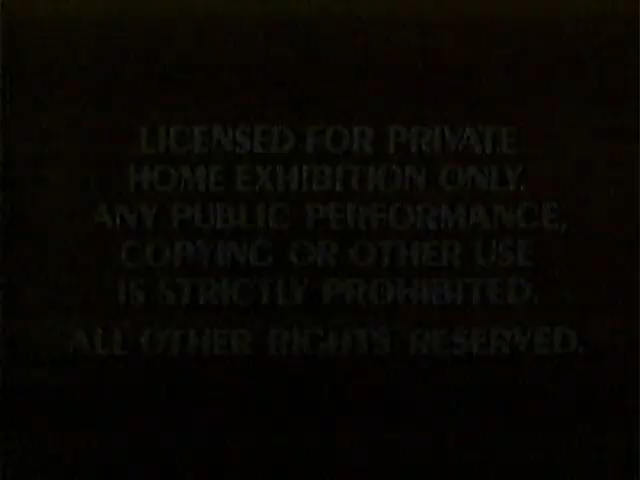 LICENSED FOR PRIVATE
HOME EXHIBITION ONLY.
ANY PUBLIC PERFORMANCE,
COPYING OR OTHER USE
IS STRICTLY PROHIBITED.
ALL OTHER RIGHTS RESERVED.